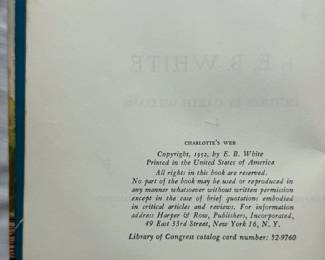 CHARLOTTE'S WEB
Copyright, 1952, by E. B. White
Printed in the United States of America
All rights in this book are reserved.
No part of the book may be used or reproduced in
any manner whatsoever without written permission
except in the case of brief quotations embodied
in critical articles and reviews. For information
address Harper & Row, Publishers, Incorporated,
49 East 33rd Street, New York 16, N. Y.
Library of Congress catalog card number: 52-9760